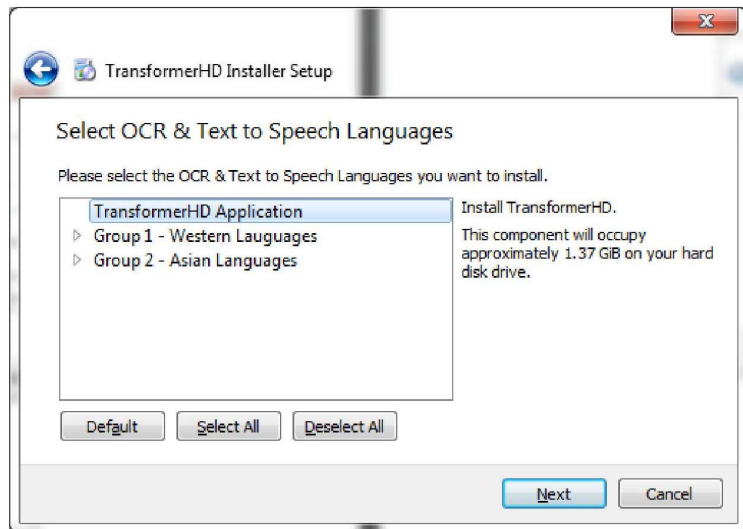 TransformerHD Installer Setup
Select OCR & Text to Speech Languages
Please select the OCR & Text to Speech Languages you want to install.
TransformerHD Application
Group 1 - Western Lauguages
Group 2 - Asian Languages
Install TransformerHD.
This component will occupy
approximately 1.37 GiB on your hard
disk drive.
Default
Select All
Deselect All
Next
Cancel